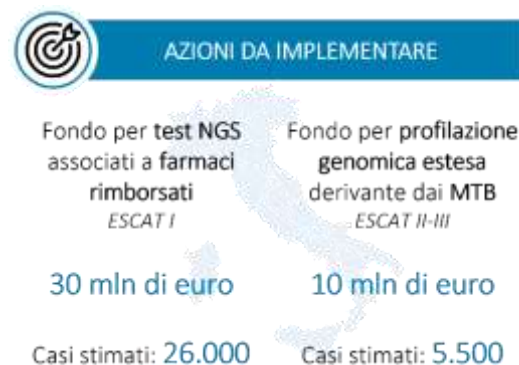 AZIONI DA IMPLEMENTARE
Fondo per test NGS
associati a farmaci
rimborsati
ESCAT I
30 mln di euro
Casi stimati: 26.000
Fondo per profilazione
genomica estesa
derivante dai MTB
ESCAT II-III
10 mln di euro
Casi stimati: 5.500